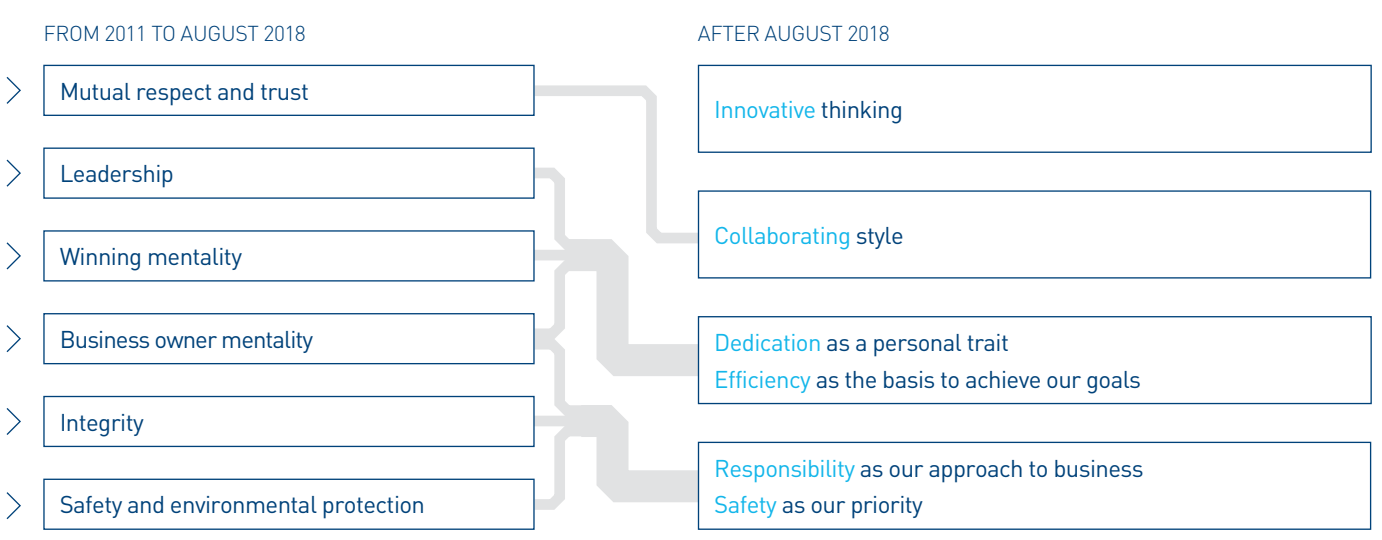 FROM 2011 TO AUGUST 2018
Mutual respect and trust
Leadership
Winning mentality
Business owner mentality
Integrity
Safety and environmental protection
AFTER AUGUST 2018
Innovative thinking
Collaborating style
Dedication as a personal trait
Efficiency as the basis to achieve our goals
Responsibility as our approach to business
Safety as our priority